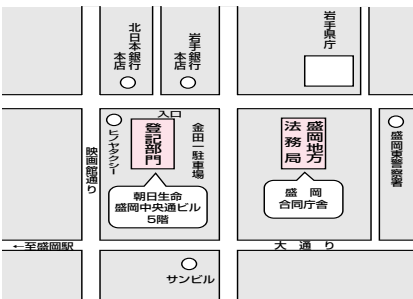 北日本銀行
本店
岩手銀行
本店
岩手県庁
入口
ヒノヤタクシー
登記部門
金田一駐車場
盛岡地方
法務局
盛岡東警察署
映画館通り
朝日生命
盛岡中央通ビル
5階
盛岡
合同庁舎
←至盛岡駅
大通り
サンビル